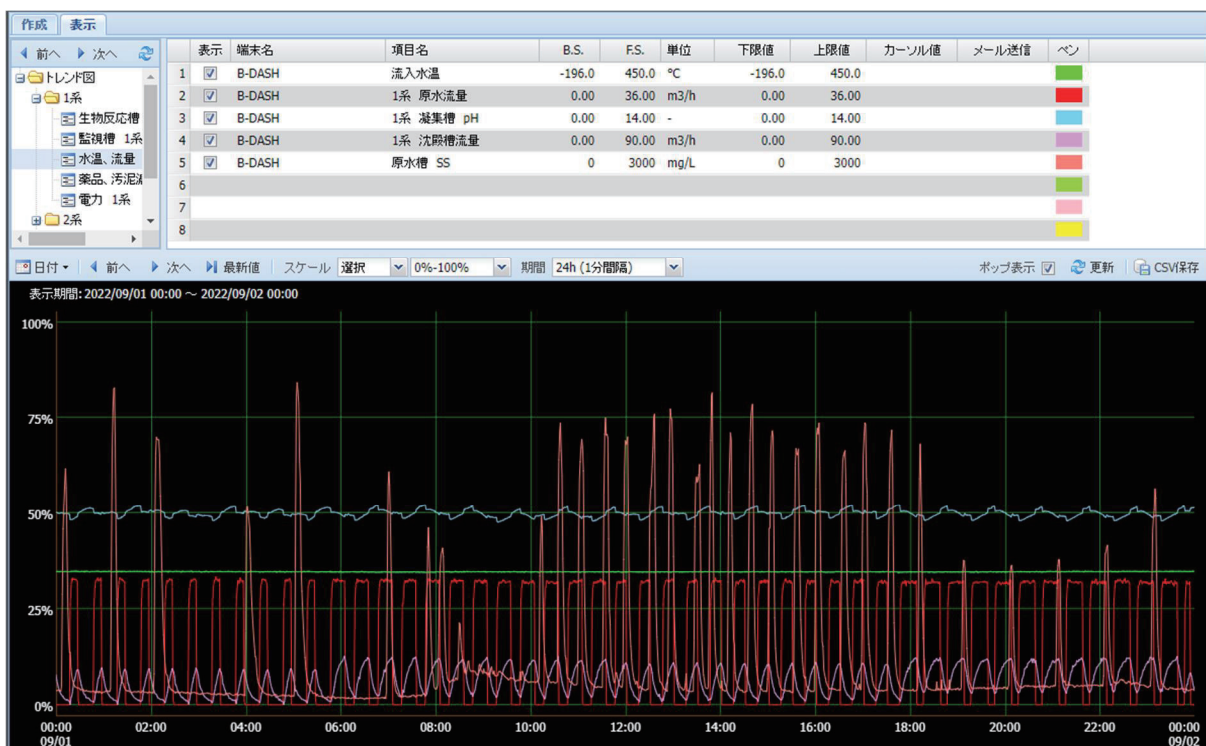 作成 表示
前へ 次へ
表示 端末名 項目名 B.S. F.S. 単位 下限値 上限値 カーソル値 メール送信 ペン
トレンド図
1系
生物反応槽
監視槽 1系
水温、流量
薬品、汚泥減
電力 1系
2系
1 B-DASH 流入水温 -196.0 450.0 ℃ -196.0 450.0
2 B-DASH 1系 原水流量 0.00 36.00 m3/h 0.00 36.00
3 B-DASH 1系 凝集槽 pH 0.00 14.00 - 0.00 14.00
4 B-DASH 1系 沈殿槽流量 0.00 90.00 m3/h 0.00 90.00
5 B-DASH 原水槽 SS 0 3000 mg/L 0 3000
6
7
8
日付 前へ 次へ 最新値 スケール 選択 0%-100% 期間 24h (1分間隔) ポップ表示 更新 CSV保存
表示期間: 2022/09/01 00:00 ～ 2022/09/02 00:00
100%
75%
50%
25%
0%
00:00 02:00 04:00 06:00 08:00 10:00 12:00 14:00 16:00 18:00 20:00 22:00 00:00
09/01 09/02